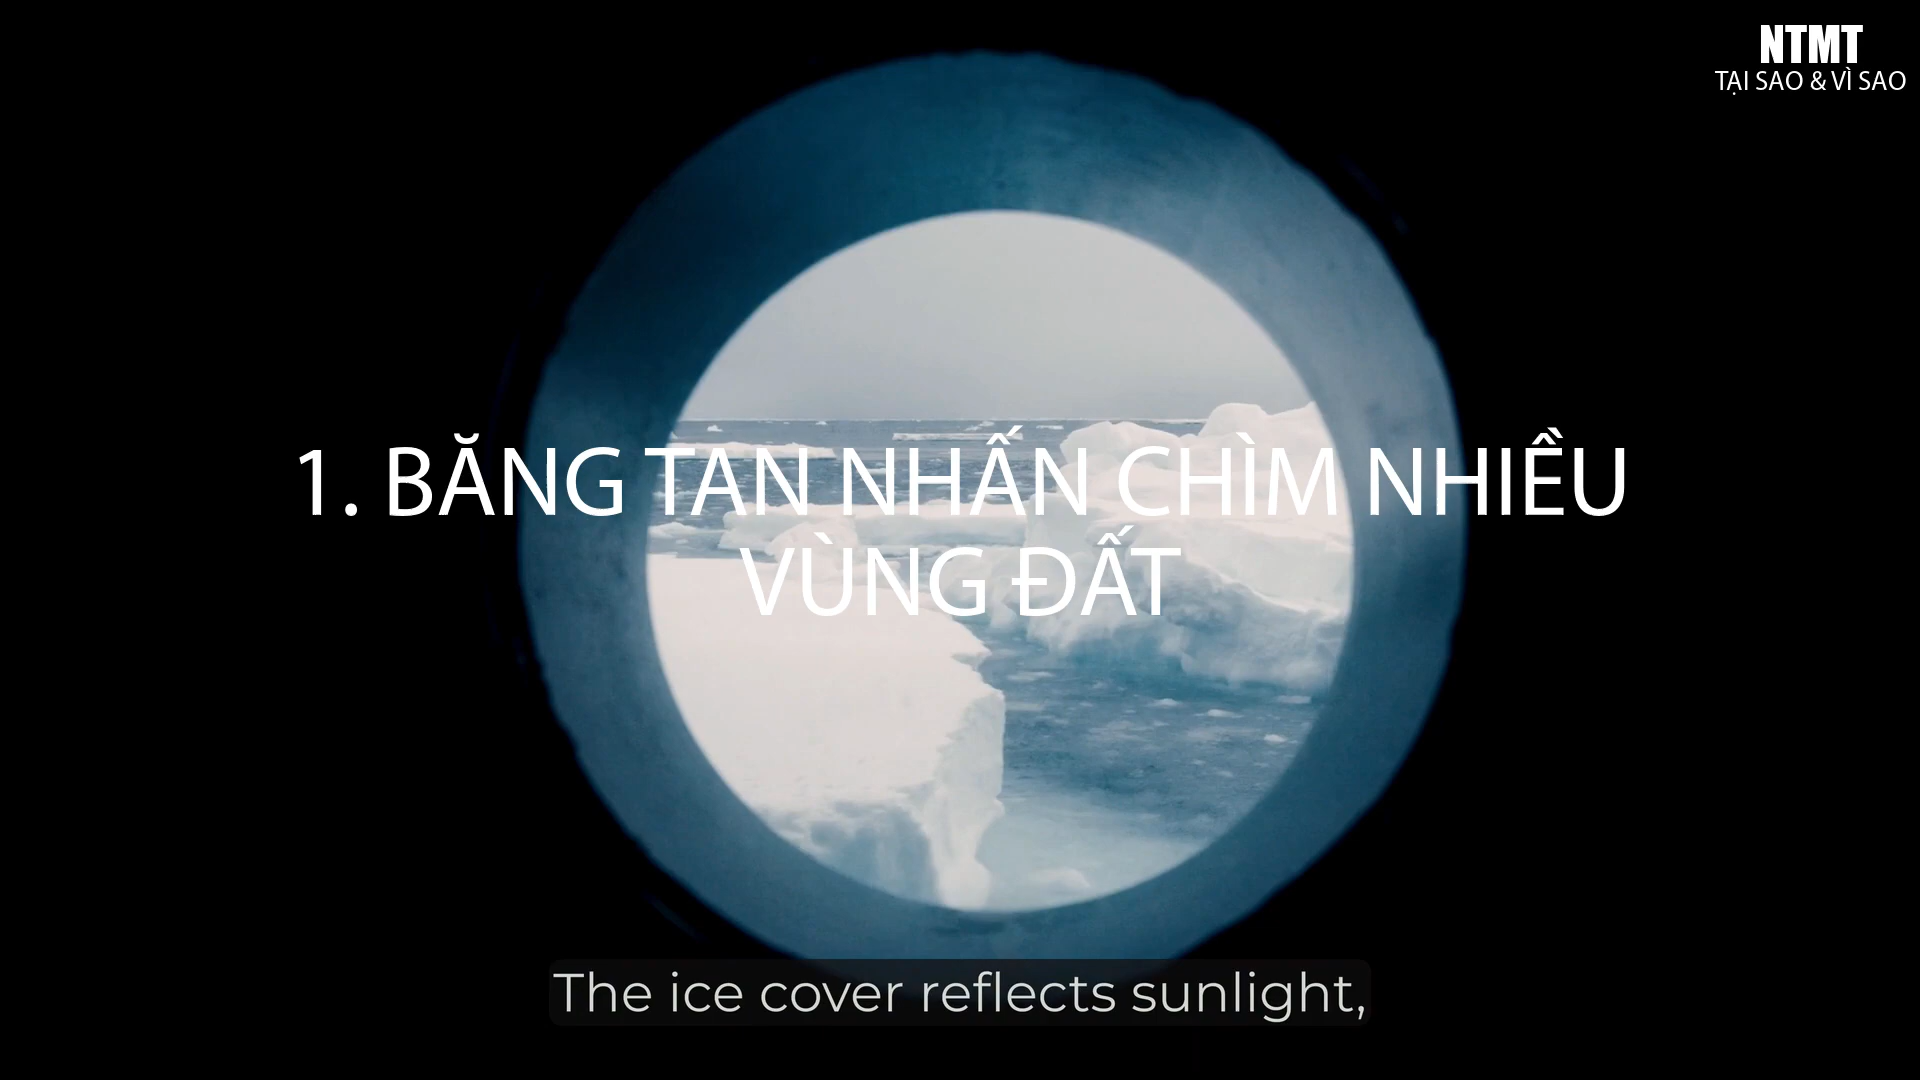 NTMT
TẠI SAO & VÌ SAO
1. BĂNG TAN NHẤN CHÌM NHIỀU
VÙNG ĐẤT
The ice cover reflects sunlight,